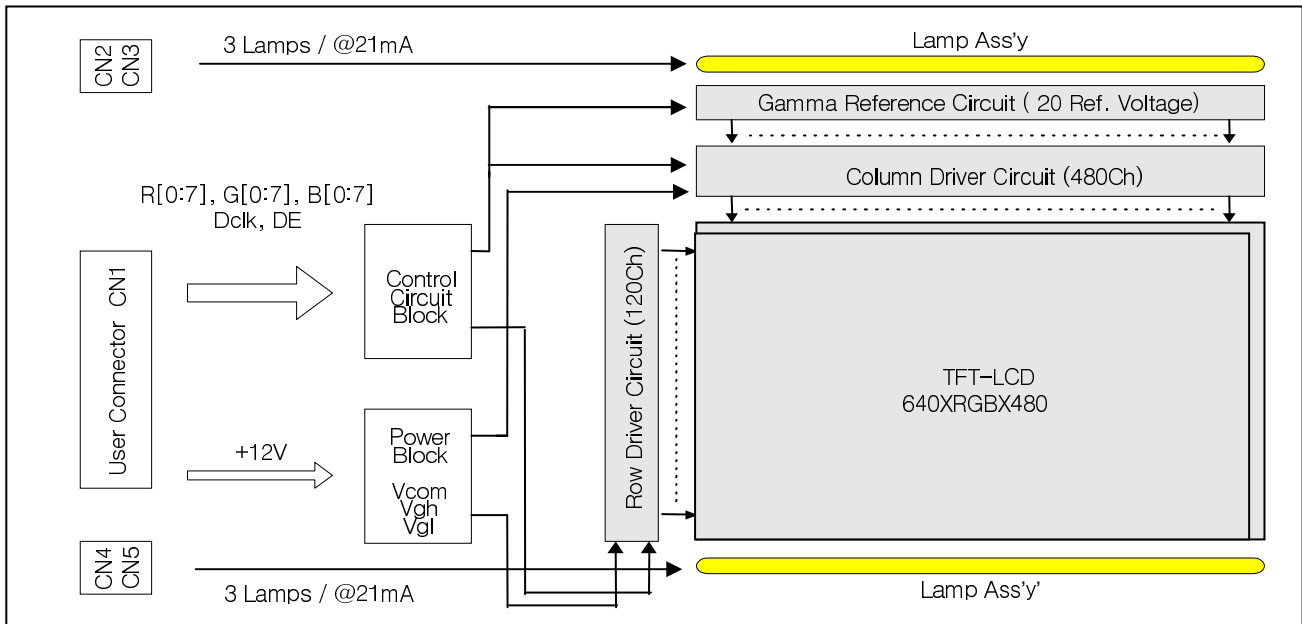 CN2
CN3
3 Lamps / @21mA
Lamp Ass'y
Gamma Reference Circuit ( 20 Ref. Voltage)
Column Driver Circuit (480Ch)
R[0:7], G[0:7], B[0:7]
Dclk, DE
User Connector CN1
Control
Circuit
Block
Row Driver Circuit (120Ch)
TFT-LCD
640XRGBX480
+12V
Power
Block
Vcom
Vgh
Vgl
CN4
CN5
3 Lamps / @21mA
Lamp Ass'y'